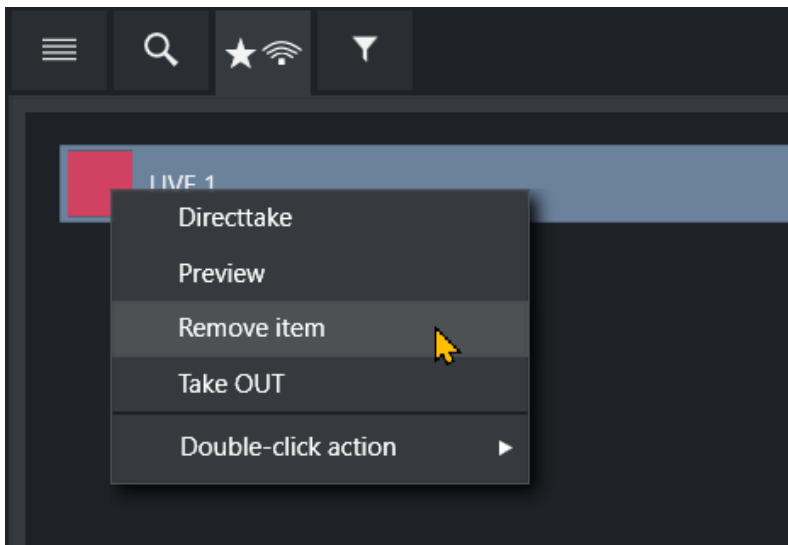 LIVE 1
Directtake
Preview
Remove item
Take OUT
Double-click action